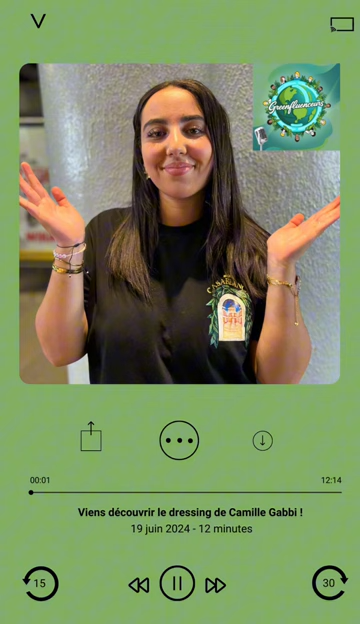 Greenfluenceurs
CASABLANCA
00:01
12:14
Viens découvrir le dressing de Camille Gabbi !
19 juin 2024 - 12 minutes
15
30